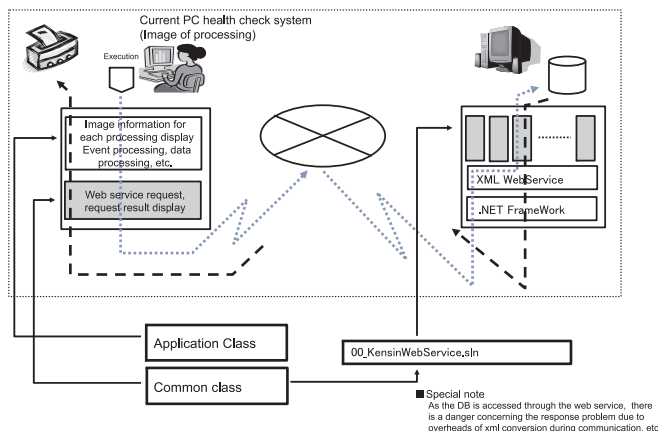 Current PC health check system
(Image of processing)
Execution
Image information for
each processing display
Event processing, data
processing, etc.
Web service request,
request result display
XML WebService
.NET FrameWork
Application Class
Common class
00_KensinWebService.sln
■Special note
As the DB is accessed through the web service, there
is a danger concerning the response problem due to
overheads of xml conversion during communication, etc